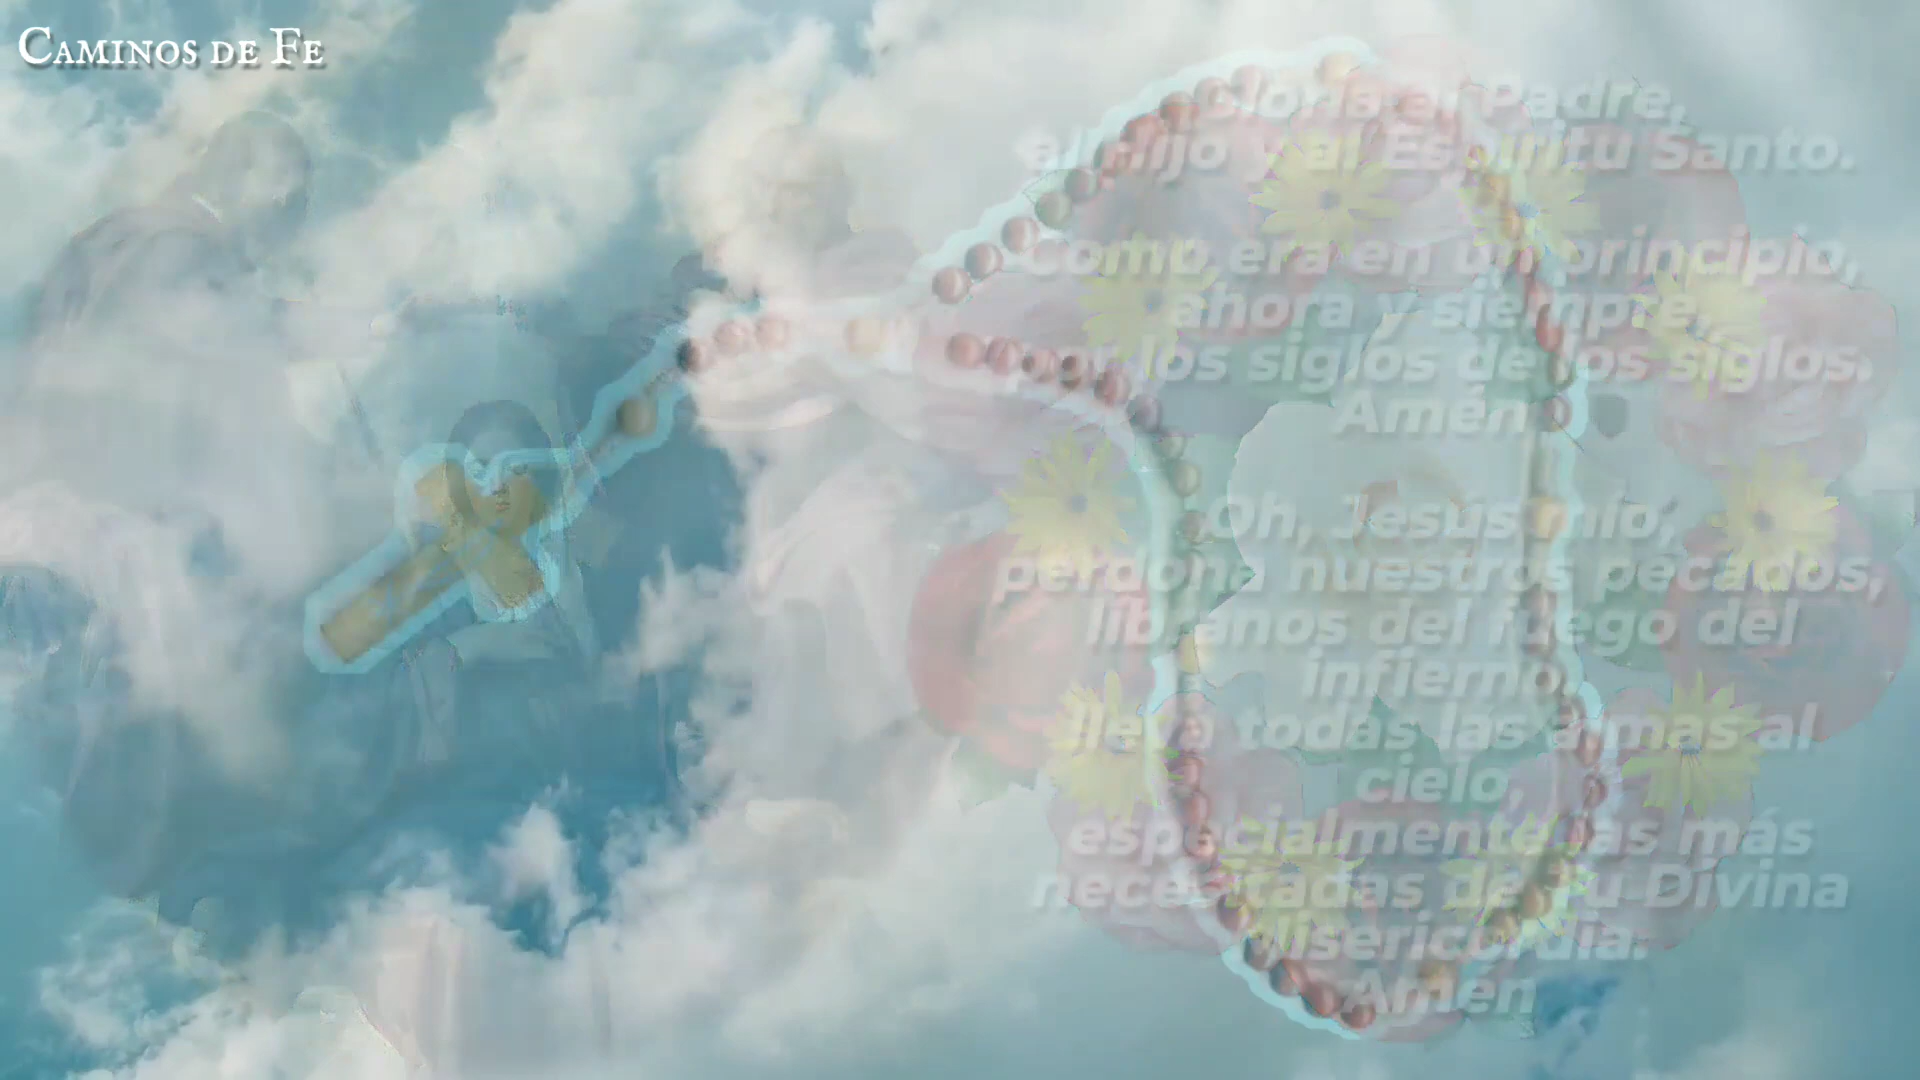 Caminos de Fe
Gloria al Padre,
al Hijo y al Espíritu Santo.
Como era en un principio,
ahora y siempre,
por los siglos de los siglos.
Amén
Oh, Jesús mío,
perdona nuestros pecados,
líbranos del fuego del
infierno,
lleva todas las almas al
cielo,
especialmente las más
necesitadas de tu Divina
Misericordia.
Amén